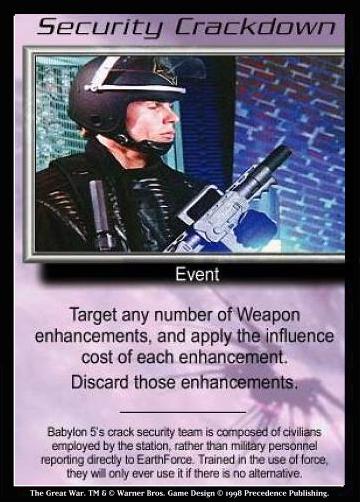 Security Crackdown
Event
Target any number of Weapon
enhancements, and apply the influence
cost of each enhancement.
Discard those enhancements.
Babylon 5's crack security team is composed of civilians
employed by the station, rather than military personnel
reporting directly to EarthForce. Trained in the use of force,
they will only ever use it if there is no alternative.
The Great War. TM & © Warner Bros. Game Design © 1998 Precedence Publishing.